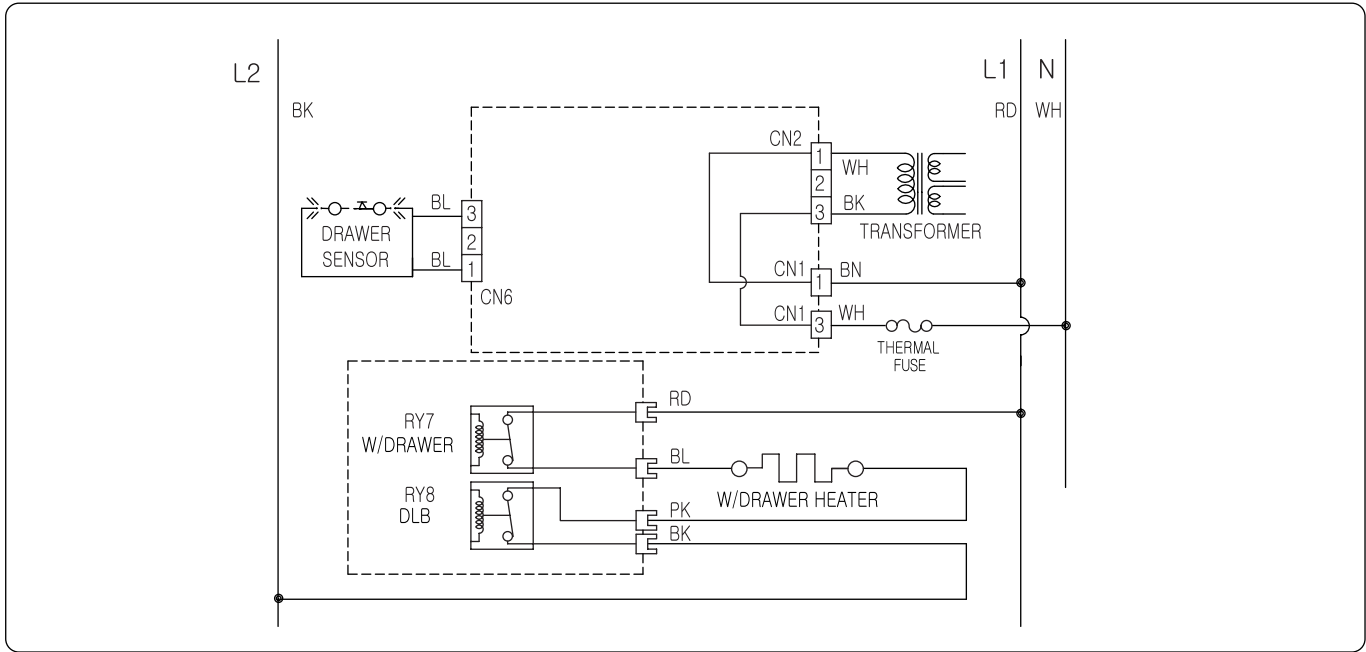 L2
L1
N
BK
RD
WH
CN2
1
WH
2
3
BK
TRANSFORMER
BL
3
DRAWER
SENSOR
2
BL
1
CN6
CN1
1
BN
CN1
3
WH
THERMAL
FUSE
RY7
W/DRAWER
RD
BL
W/DRAWER HEATER
RY8
DLB
PK
BK